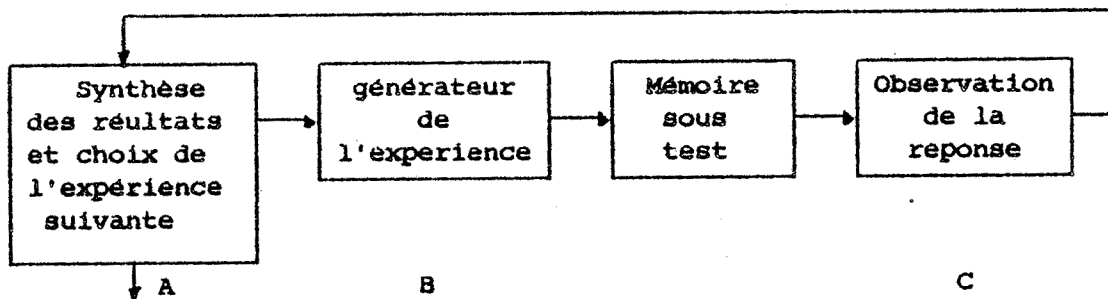 Synthèse
des réultats
et choix de
l'expérience
suivante
générateur
de
l'experience
Mémoire
sous
test
Observation
de la
reponse
A
B
C